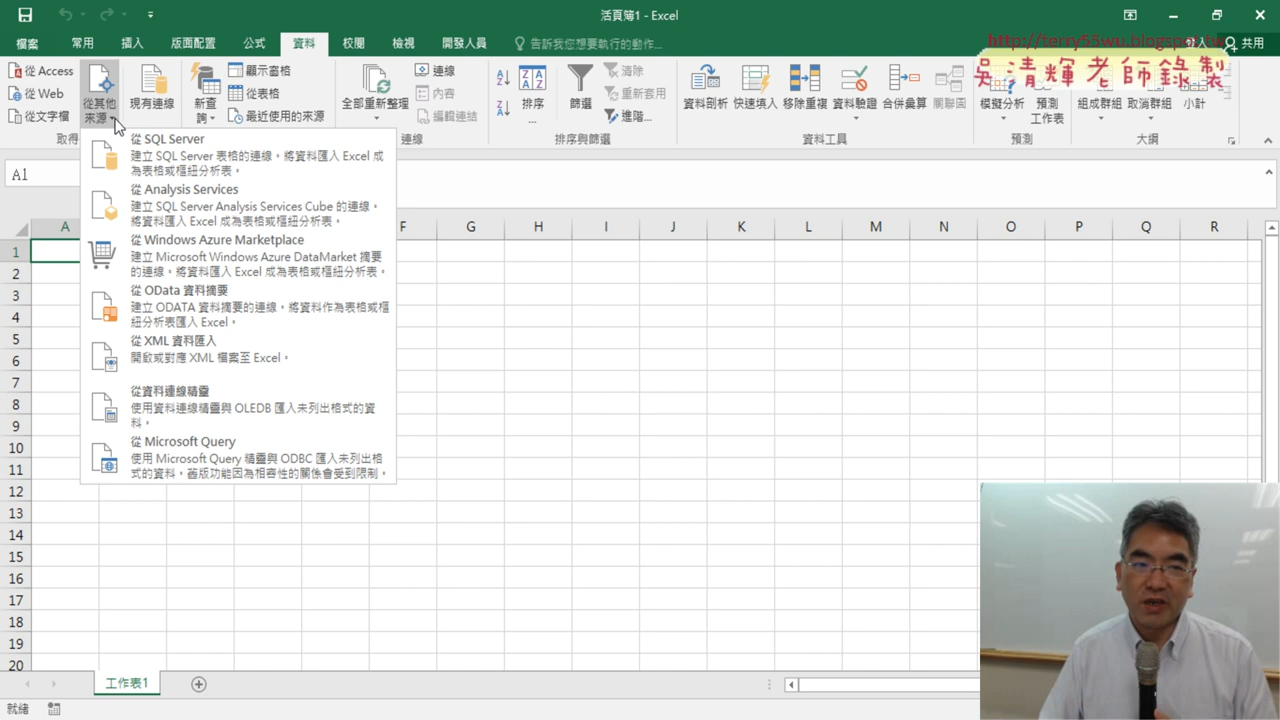 活頁簿1 - Excel
檔案 常用 插入 版面配置 公式 資料 校閱 檢視 開發人員 告訴我您想要執行的動作... 共用
http://terry55wu.blogspot.tw
吳清輝老師錄製
從 Access
從 Web
從文字檔
從其他
來源
現有連線
新查
詢
顯示查詢
從表格
最近使用的來源
全部重新整理
連線
內容
編輯連結
排序
...
篩選
清除
重新套用
進階...
資料剖析 快速填入 移除重複 資料驗證 合併彙算 關聯圖
模擬分析 預測
工作表
組成群組 取消群組 小計
取得 連線 排序與篩選 資料工具 預測 大綱
A1
從 SQL Server
建立 SQL Server 表格的連線。將資料匯入 Excel 成
為表格或樞紐分析表。
從 Analysis Services
建立 SQL Server Analysis Services Cube 的連線。
將資料匯入 Excel 成為表格或樞紐分析表。
從 Windows Azure Marketplace
建立 Microsoft Windows Azure DataMarket 摘要
的連線。將資料匯入 Excel 成為表格或樞紐分析表。
從 OData 資料摘要
建立 ODATA 資料摘要的連線。將資料作為表格或樞
紐分析表匯入 Excel。
從 XML 資料匯入
開啟或對應 XML 檔案至 Excel。
從資料連線精靈
使用資料連線精靈與 OLEDB 匯入未列出格式的資
料。
從 Microsoft Query
使用 Microsoft Query 精靈與 ODBC 匯入未列出格
式的資料。舊版功能因為相容性的關係會受到限制。
A F G H I J K L M N O P Q R
1
2
3
4
5
6
7
8
9
10
11
12
13
14
15
16
17
18
19
20
工作表1
就緒